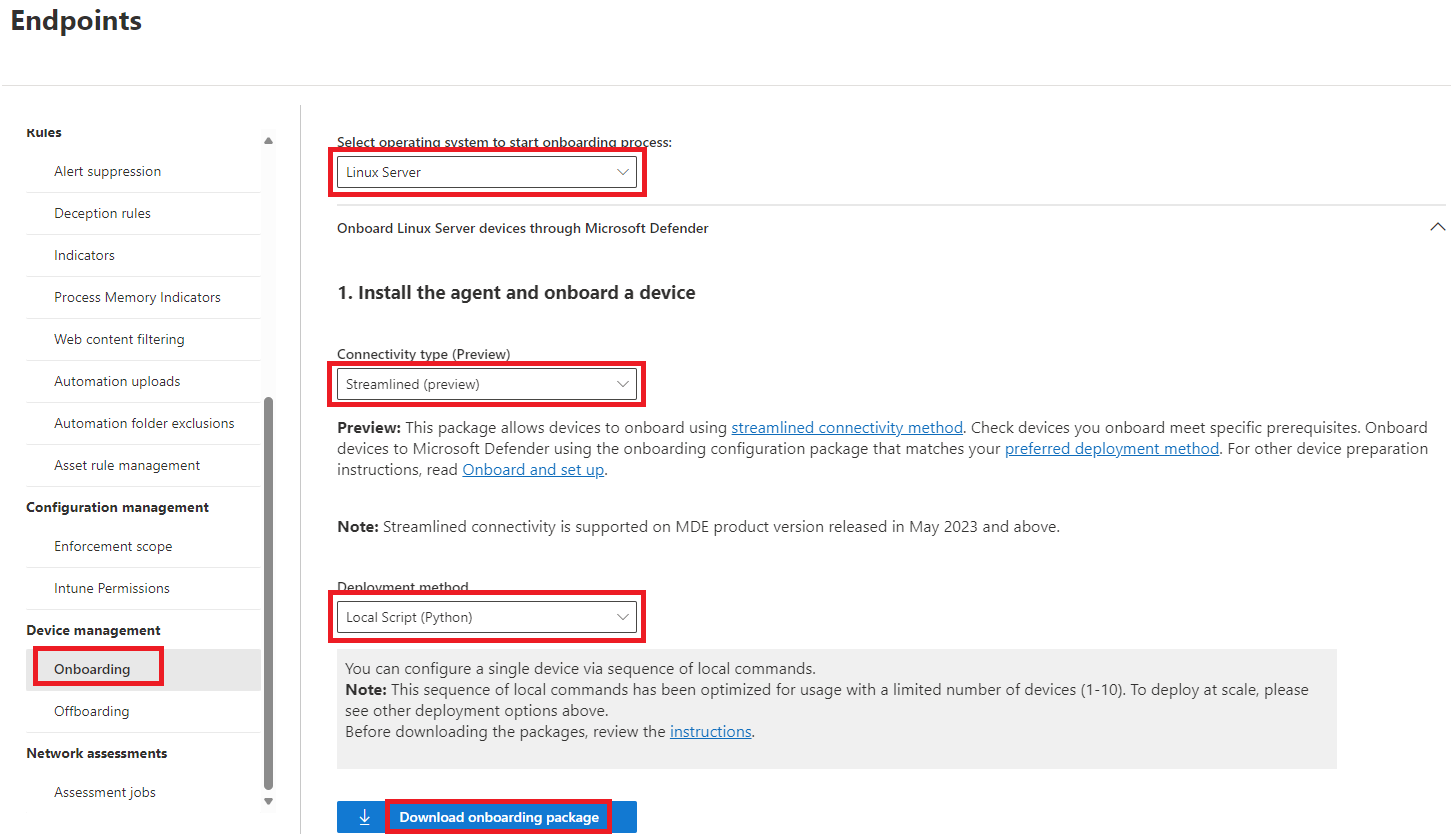 Endpoints
Rules
Alert suppression
Deception rules
Indicators
Process Memory Indicators
Web content filtering
Automation uploads
Automation folder exclusions
Asset rule management
Configuration management
Enforcement scope
Intune Permissions
Device management
Onboarding
Offboarding
Network assessments
Assessment jobs
Select operating system to start onboarding process:
Linux Server
Onboard Linux Server devices through Microsoft Defender
1. Install the agent and onboard a device
Connectivity type (Preview)
Streamlined (preview)
Preview: This package allows devices to onboard using streamlined connectivity method. Check devices you onboard meet specific prerequisites. Onboard
devices to Microsoft Defender using the onboarding configuration package that matches your preferred deployment method. For other device preparation
instructions, read Onboard and set up.
Note: Streamlined connectivity is supported on MDE product version released in May 2023 and above.
Deployment method
Local Script (Python)
You can configure a single device via sequence of local commands.
Note: This sequence of local commands has been optimized for usage with a limited number of devices (1-10). To deploy at scale, please
see other deployment options above.
Before downloading the packages, review the instructions.
Download onboarding package